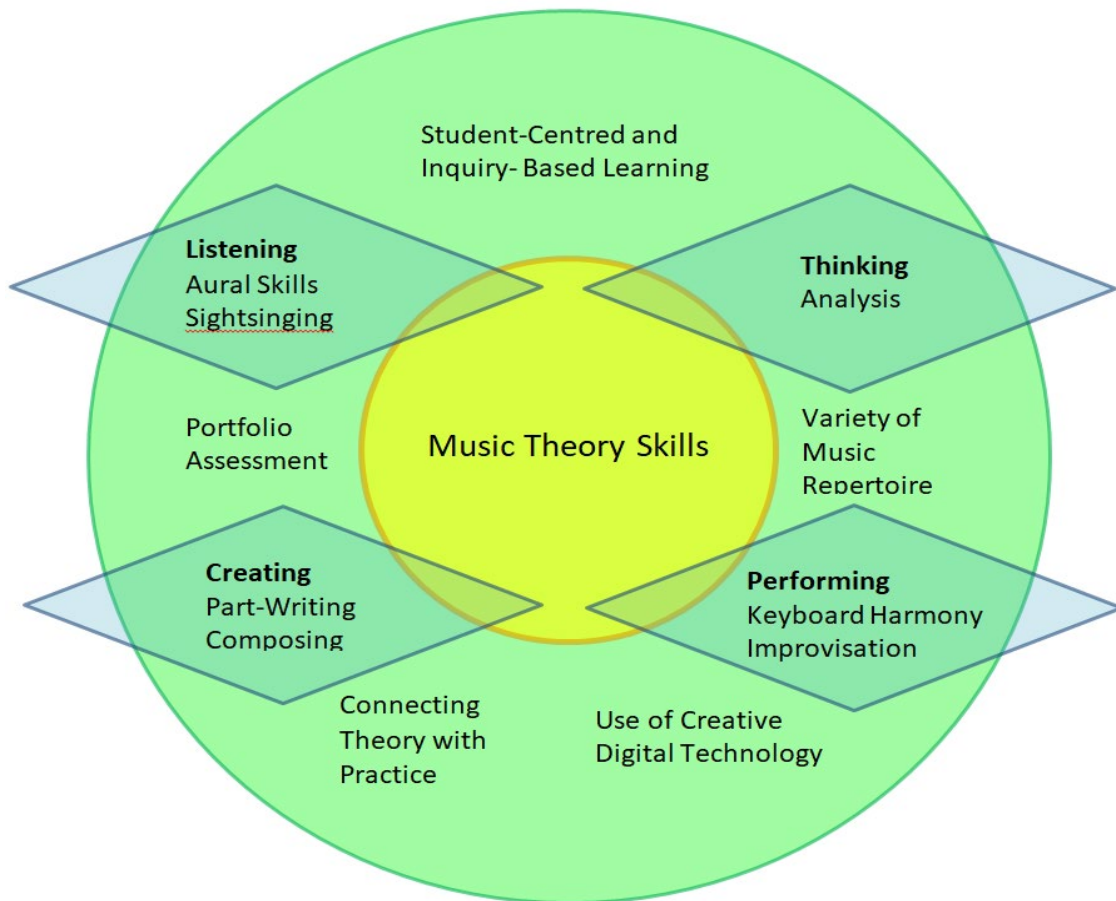 Student-Centred and
Inquiry- Based Learning
Listening
Aural Skills
Sightsinging
Thinking
Analysis
Portfolio
Assessment
Music Theory Skills
Variety of
Music
Repertoire
Creating
Part-Writing
Composing
Performing
Keyboard Harmony
Improvisation
Connecting
Theory with
Practice
Use of Creative
Digital Technology